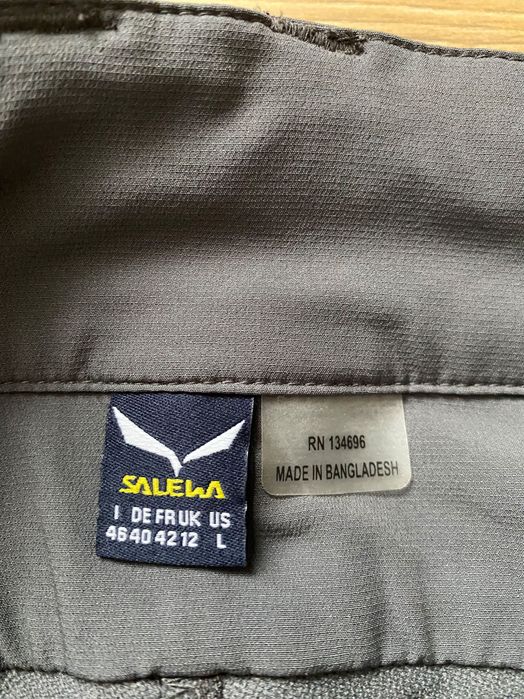 SALEWA
I DE FR UK US
46 40 42 12 L
RN 134696
MADE IN BANGLADESH